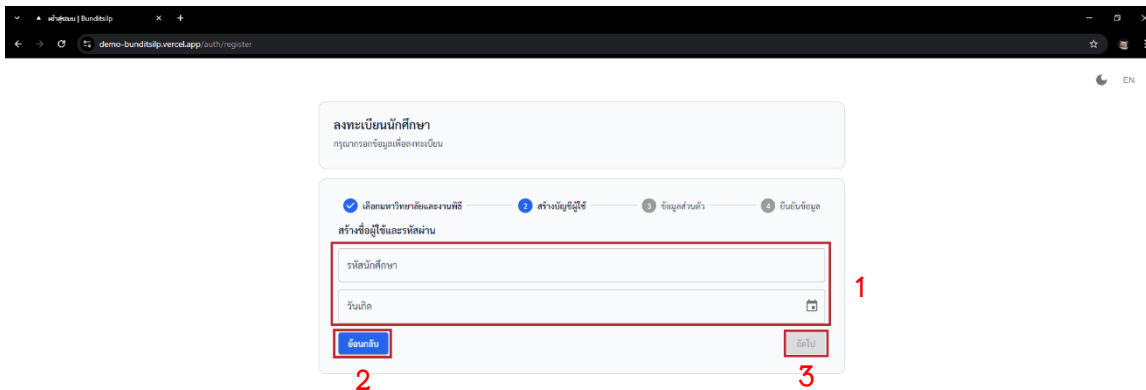 เข้าสู่ระบบ | Bunditsilp
demo-bunditsilp.vercel.app/auth/register
EN
ลงทะเบียนนักศึกษา
กรุณากรอกข้อมูลเพื่อลงทะเบียน
เลือกมหาวิทยาลัยและงานพิธี 2 สร้างบัญชีผู้ใช้ 3 ข้อมูลส่วนตัว 4 ยืนยันข้อมูล
สร้างชื่อผู้ใช้และรหัสผ่าน
รหัสนักศึกษา
1
วันเกิด
ย้อนกลับ ถัดไป
2 3